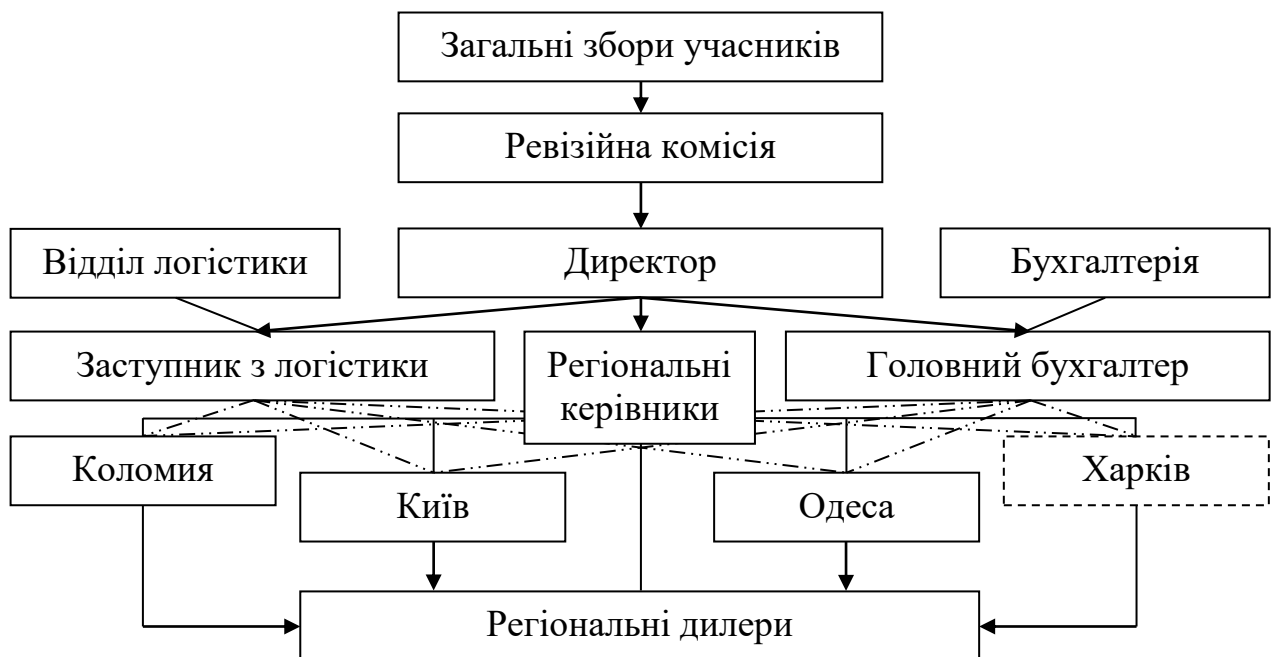 Загальні збори учасників
Ревізійна комісія
Відділ логістики
Директор
Бухгалтерія
Заступник з логістики
Регіональні
керівники
Головний бухгалтер
Коломия
Київ
Одеса
Харків
Регіональні дилери